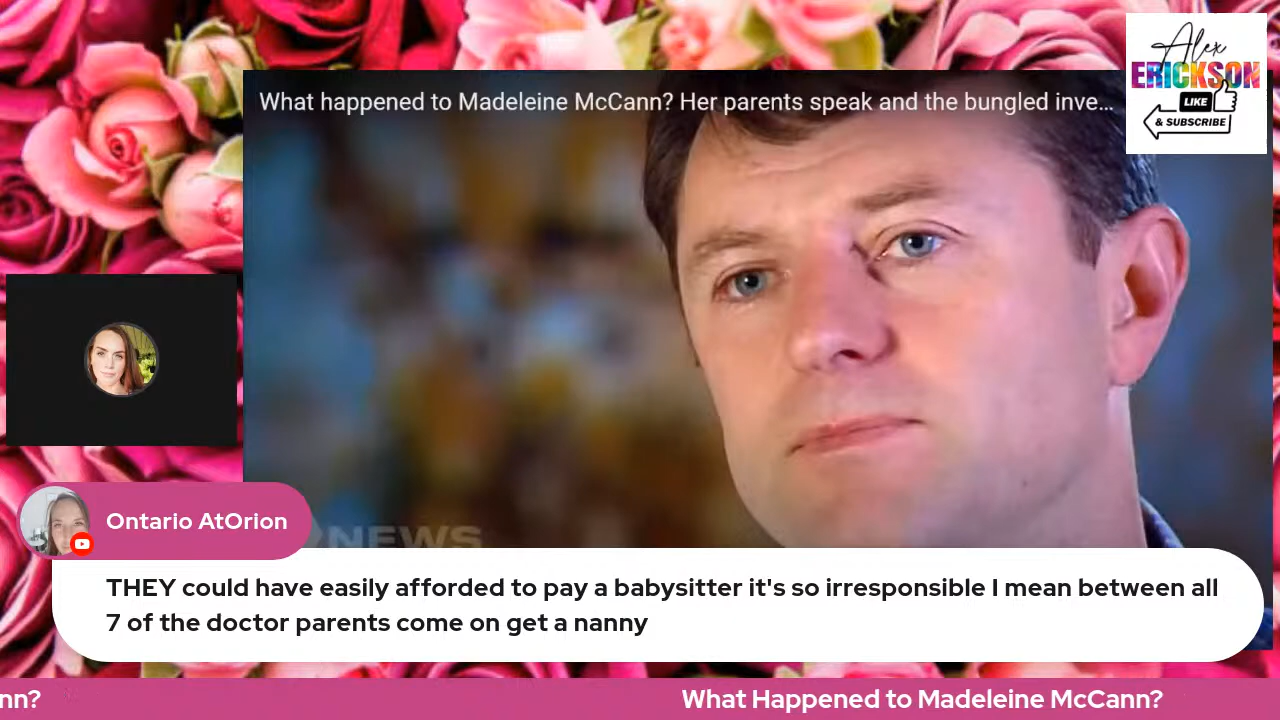 What happened to Madeleine McCann? Her parents speak and the bungled inve...
Alex
ERICKSON
LIKE
& SUBSCRIBE
NEWS
Ontario AtOrion
THEY could have easily afforded to pay a babysitter it's so irresponsible I mean between all
7 of the doctor parents come on get a nanny
nn?
What Happened to Madeleine McCann?